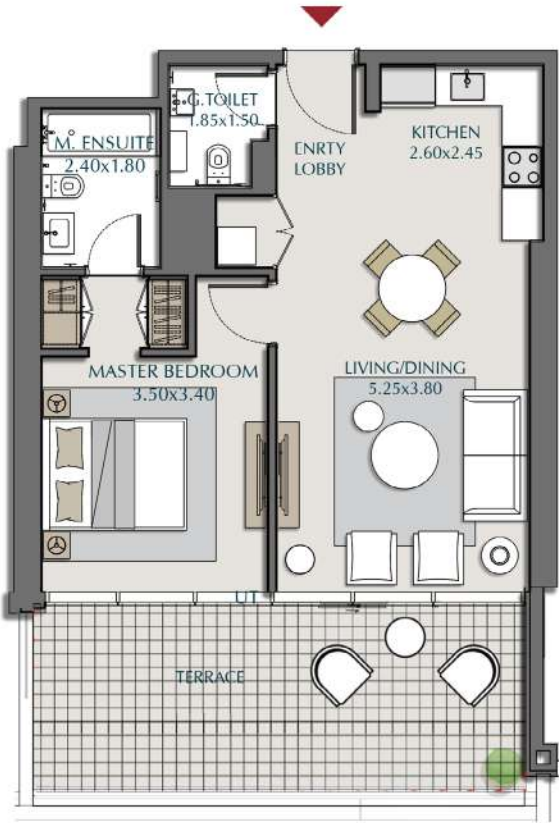 G.TOILET
1.85x1.50
M. ENSUITE
2.40x1.80
ENRTY
LOBBY
KITCHEN
2.60x2.45
MASTER BEDROOM
3.50x3.40
LIVING/DINING
5.25x3.80
UT
TERRACE